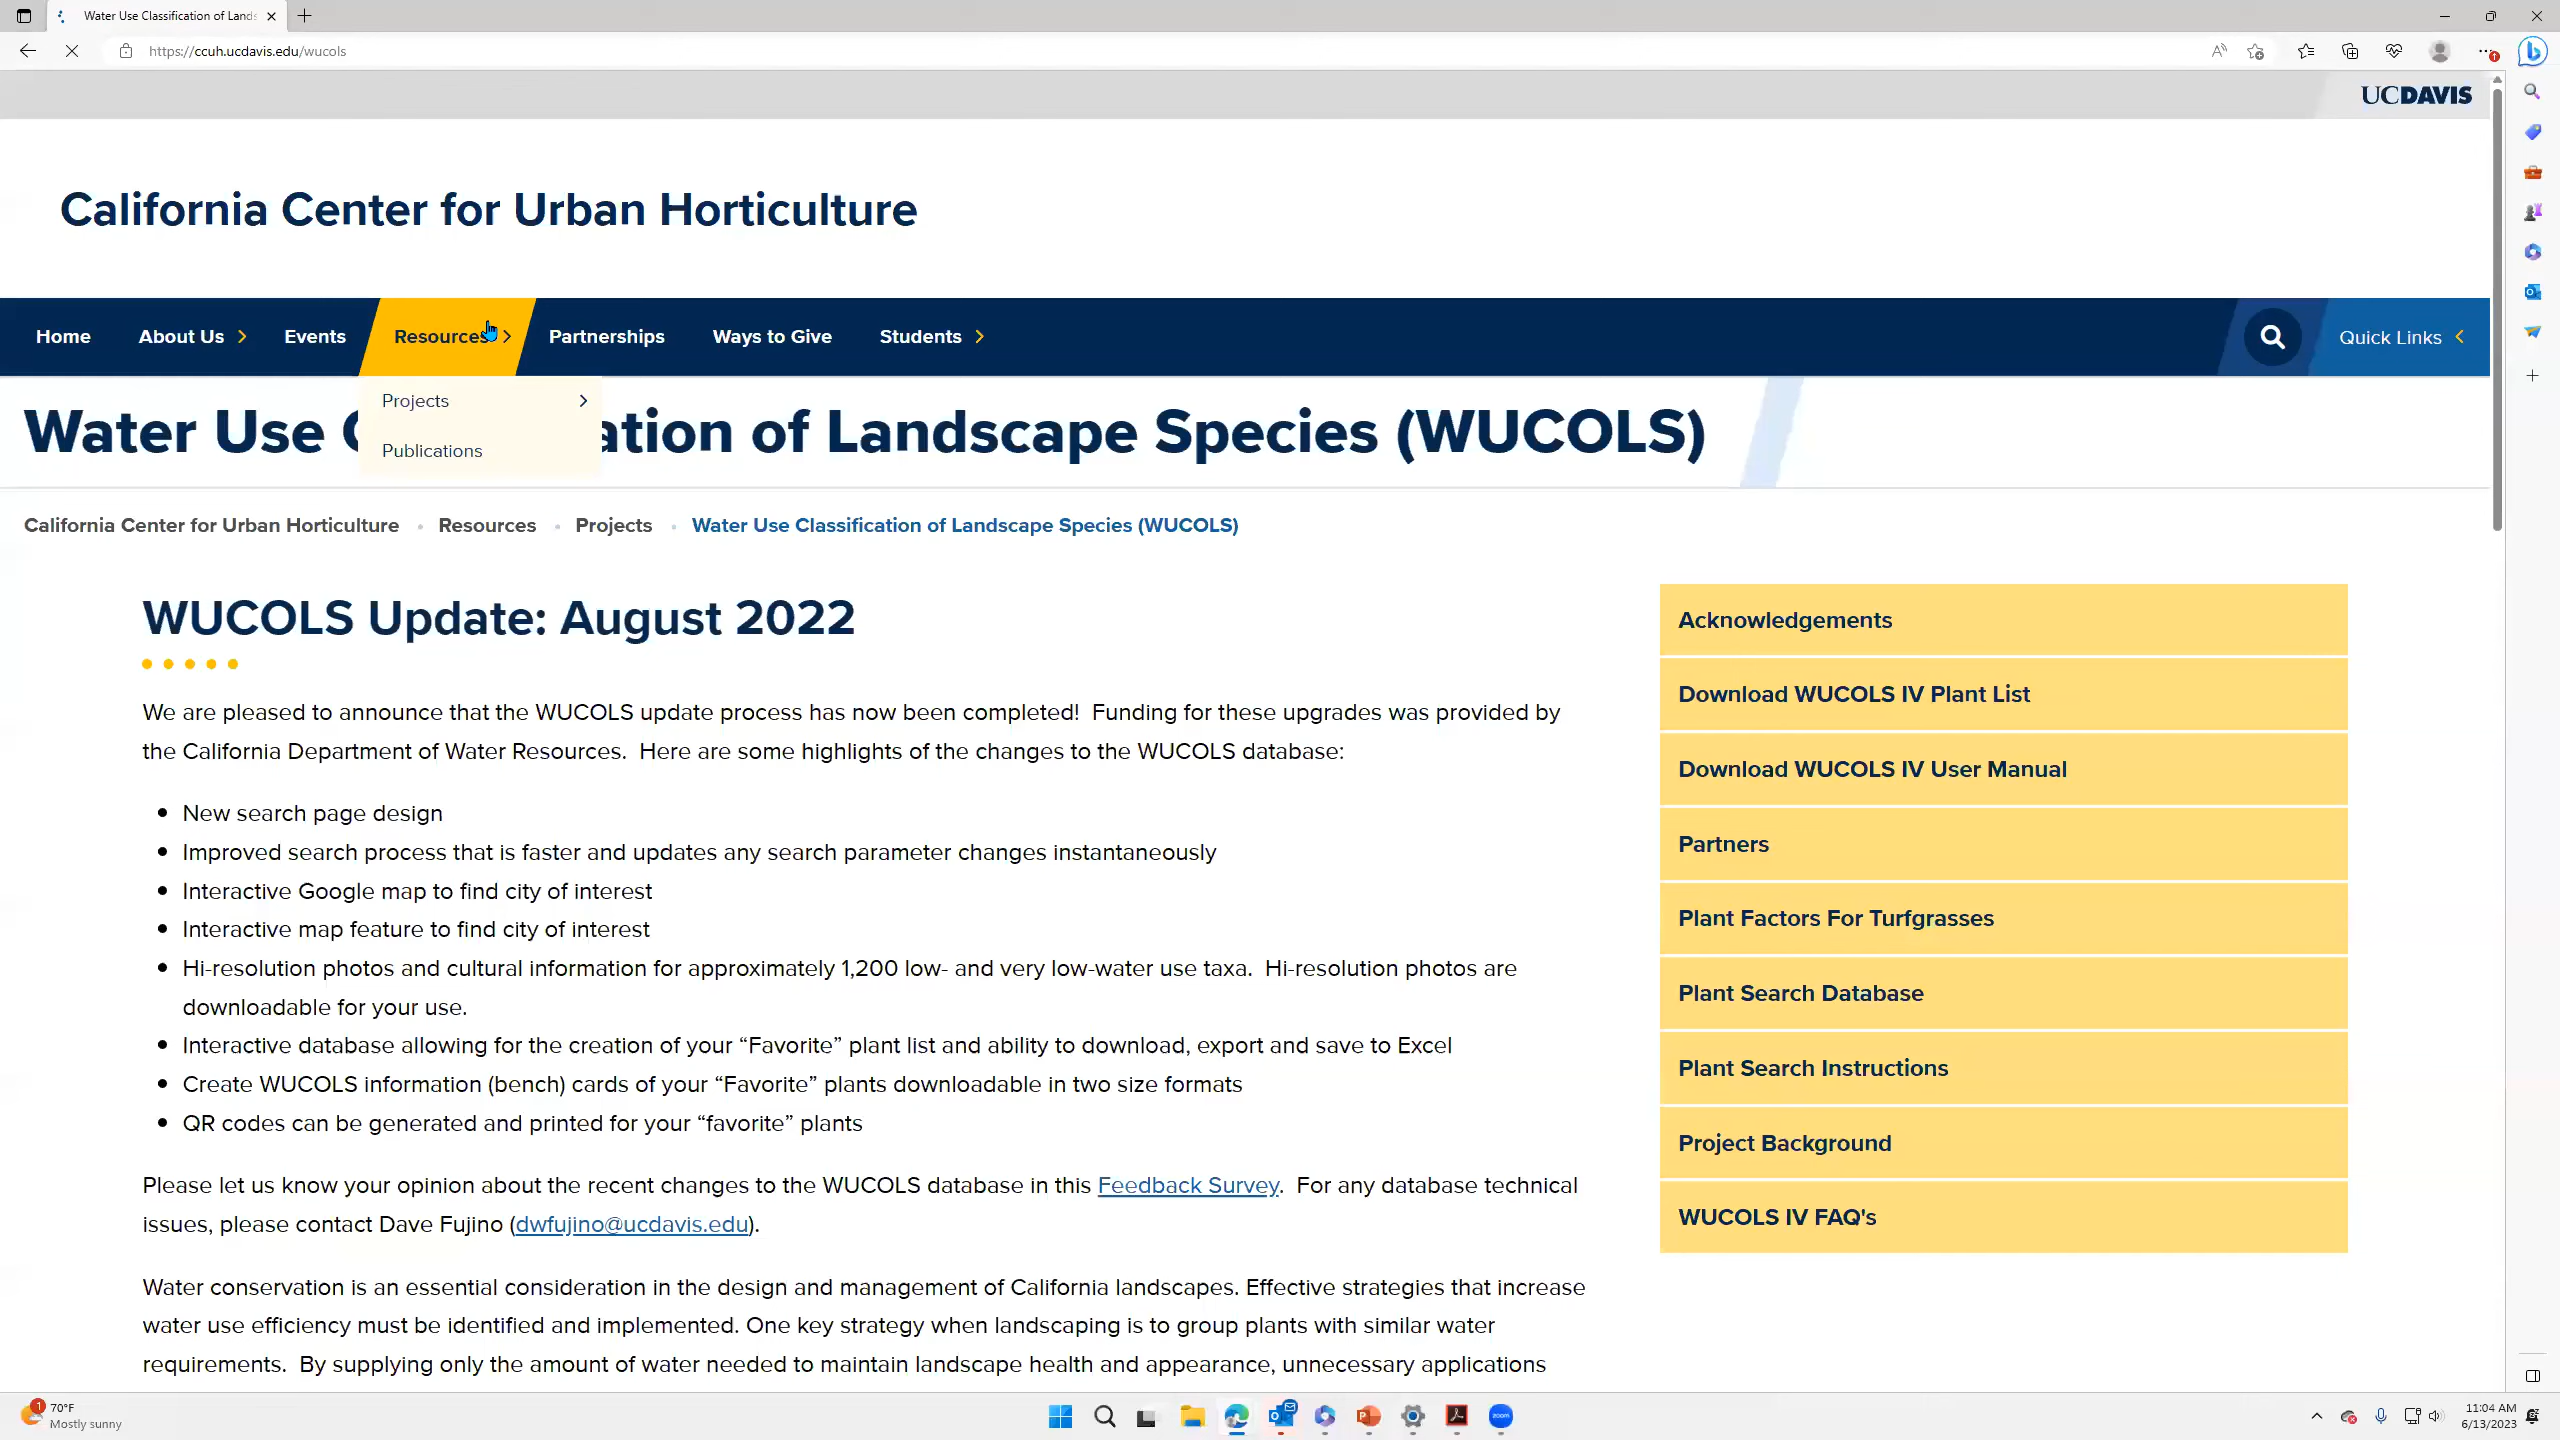 Water Use Classification of Lands
https://ccuh.ucdavis.edu/wucols
UCDAVIS
California Center for Urban Horticulture
Home
About Us
Events
Resources
Partnerships
Ways to Give
Students
Quick Links
Projects
Publications
Water Use C ation of Landscape Species (WUCOLS)
California Center for Urban Horticulture
Resources
Projects
Water Use Classification of Landscape Species (WUCOLS)
WUCOLS Update: August 2022
We are pleased to announce that the WUCOLS update process has now been completed! Funding for these upgrades was provided by
the California Department of Water Resources. Here are some highlights of the changes to the WUCOLS database:
New search page design
Improved search process that is faster and updates any search parameter changes instantaneously
Interactive Google map to find city of interest
Interactive map feature to find city of interest
Hi-resolution photos and cultural information for approximately 1,200 low- and very low-water use taxa. Hi-resolution photos are
downloadable for your use.
Interactive database allowing for the creation of your “Favorite” plant list and ability to download, export and save to Excel
Create WUCOLS information (bench) cards of your “Favorite” plants downloadable in two size formats
QR codes can be generated and printed for your “favorite” plants
Please let us know your opinion about the recent changes to the WUCOLS database in this Feedback Survey. For any database technical
issues, please contact Dave Fujino (dwfujino@ucdavis.edu).
Water conservation is an essential consideration in the design and management of California landscapes. Effective strategies that increase
water use efficiency must be identified and implemented. One key strategy when landscaping is to group plants with similar water
requirements. By supplying only the amount of water needed to maintain landscape health and appearance, unnecessary applications
Acknowledgements
Download WUCOLS IV Plant List
Download WUCOLS IV User Manual
Partners
Plant Factors For Turfgrasses
Plant Search Database
Plant Search Instructions
Project Background
WUCOLS IV FAQ's
1
70°F
Mostly sunny
zoom
11:04 AM
6/13/2023